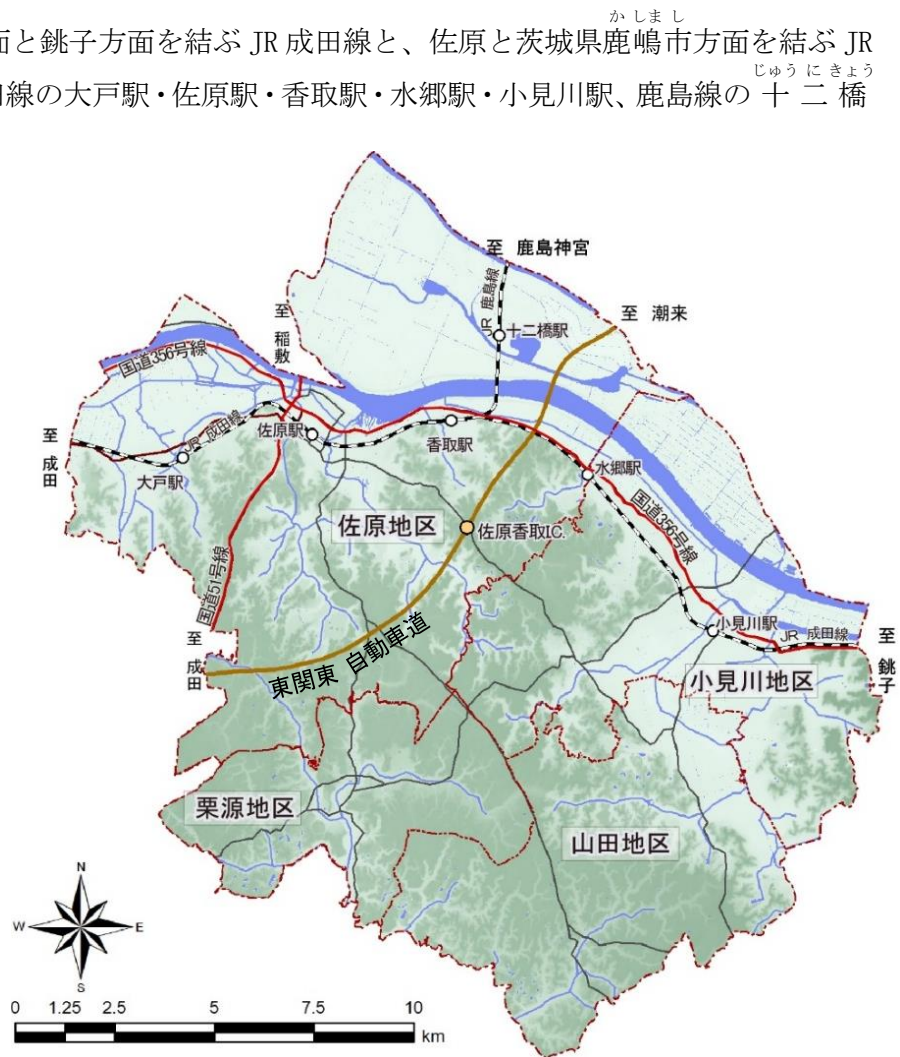 面と銚子方面を結ぶ JR 成田線と、佐原と茨城県鹿嶋市方面を結ぶ JR
かしまし
線の大戸駅・佐原駅・香取駅・水郷駅・小見川駅、鹿島線の十二橋
じゅうにきょう
至 鹿島神宮
JR 鹿島線
至 潮来
十二橋駅
至 稲敷
国道356号線
至 成田
JR 成田線
佐原駅
香取駅
大戸駅
水郷駅
国道356号線
佐原地区
佐原香取IC.
国道51号線
至 成田
東関東 自動車道
小見川駅
JR 成田線
至 銚子
小見川地区
栗源地区
山田地区
N
W
E
S
0 1.25 2.5 5 7.5 10
km